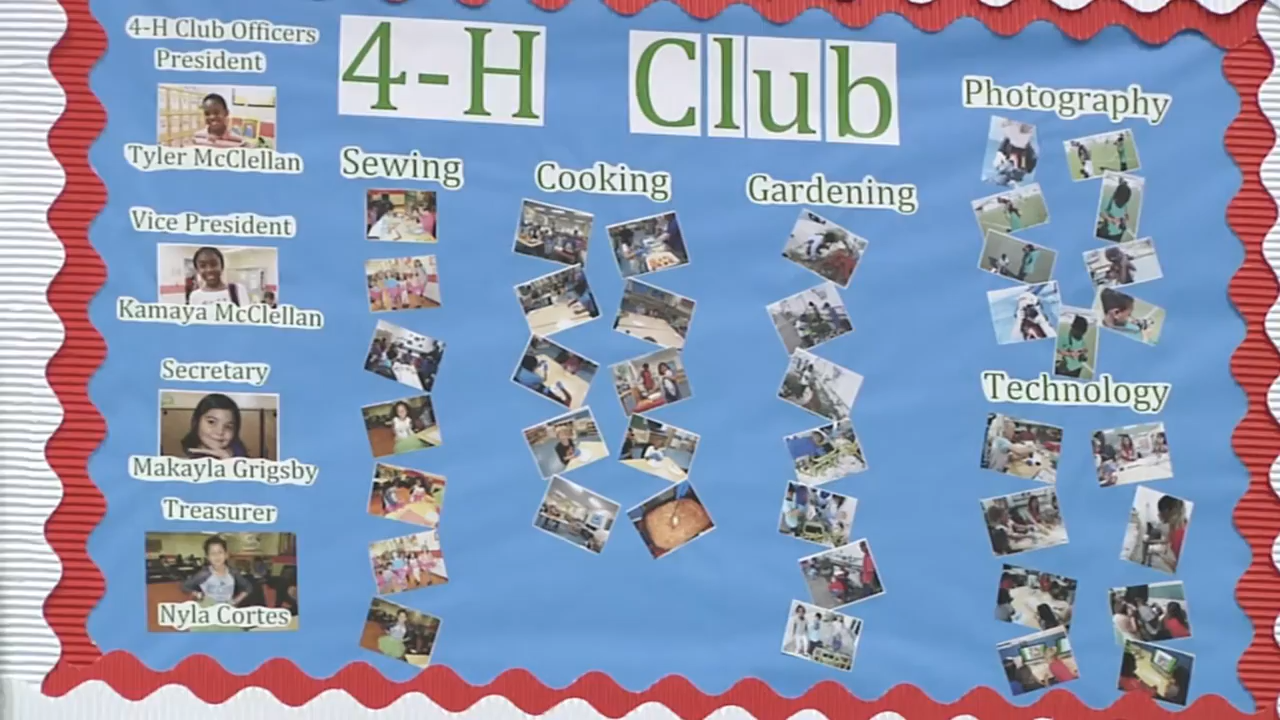 4-H Club
4-H Club Officers
President
Tyler McClellan
Vice President
Kamaya McClellan
Secretary
Makayla Grigsby
Treasurer
Nyla Cortes
Sewing
Cooking
Gardening
Photography
Technology